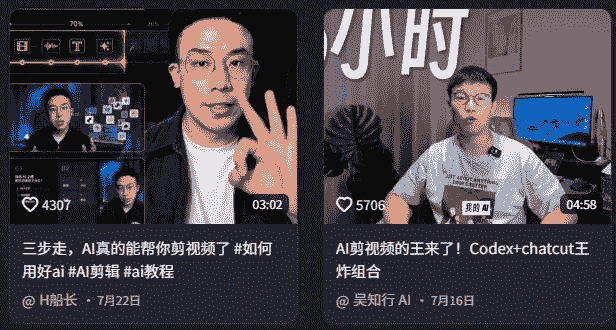 70%
小时
我的 AI
4307
03:02
5706
04:58
三步走，AI真的能帮你剪视频了 #如何
用好ai #AI剪辑 #ai教程
@ H船长 · 7月22日
AI剪视频的王来了！Codex+chatcut王
炸组合
@ 吴知行 AI · 7月16日